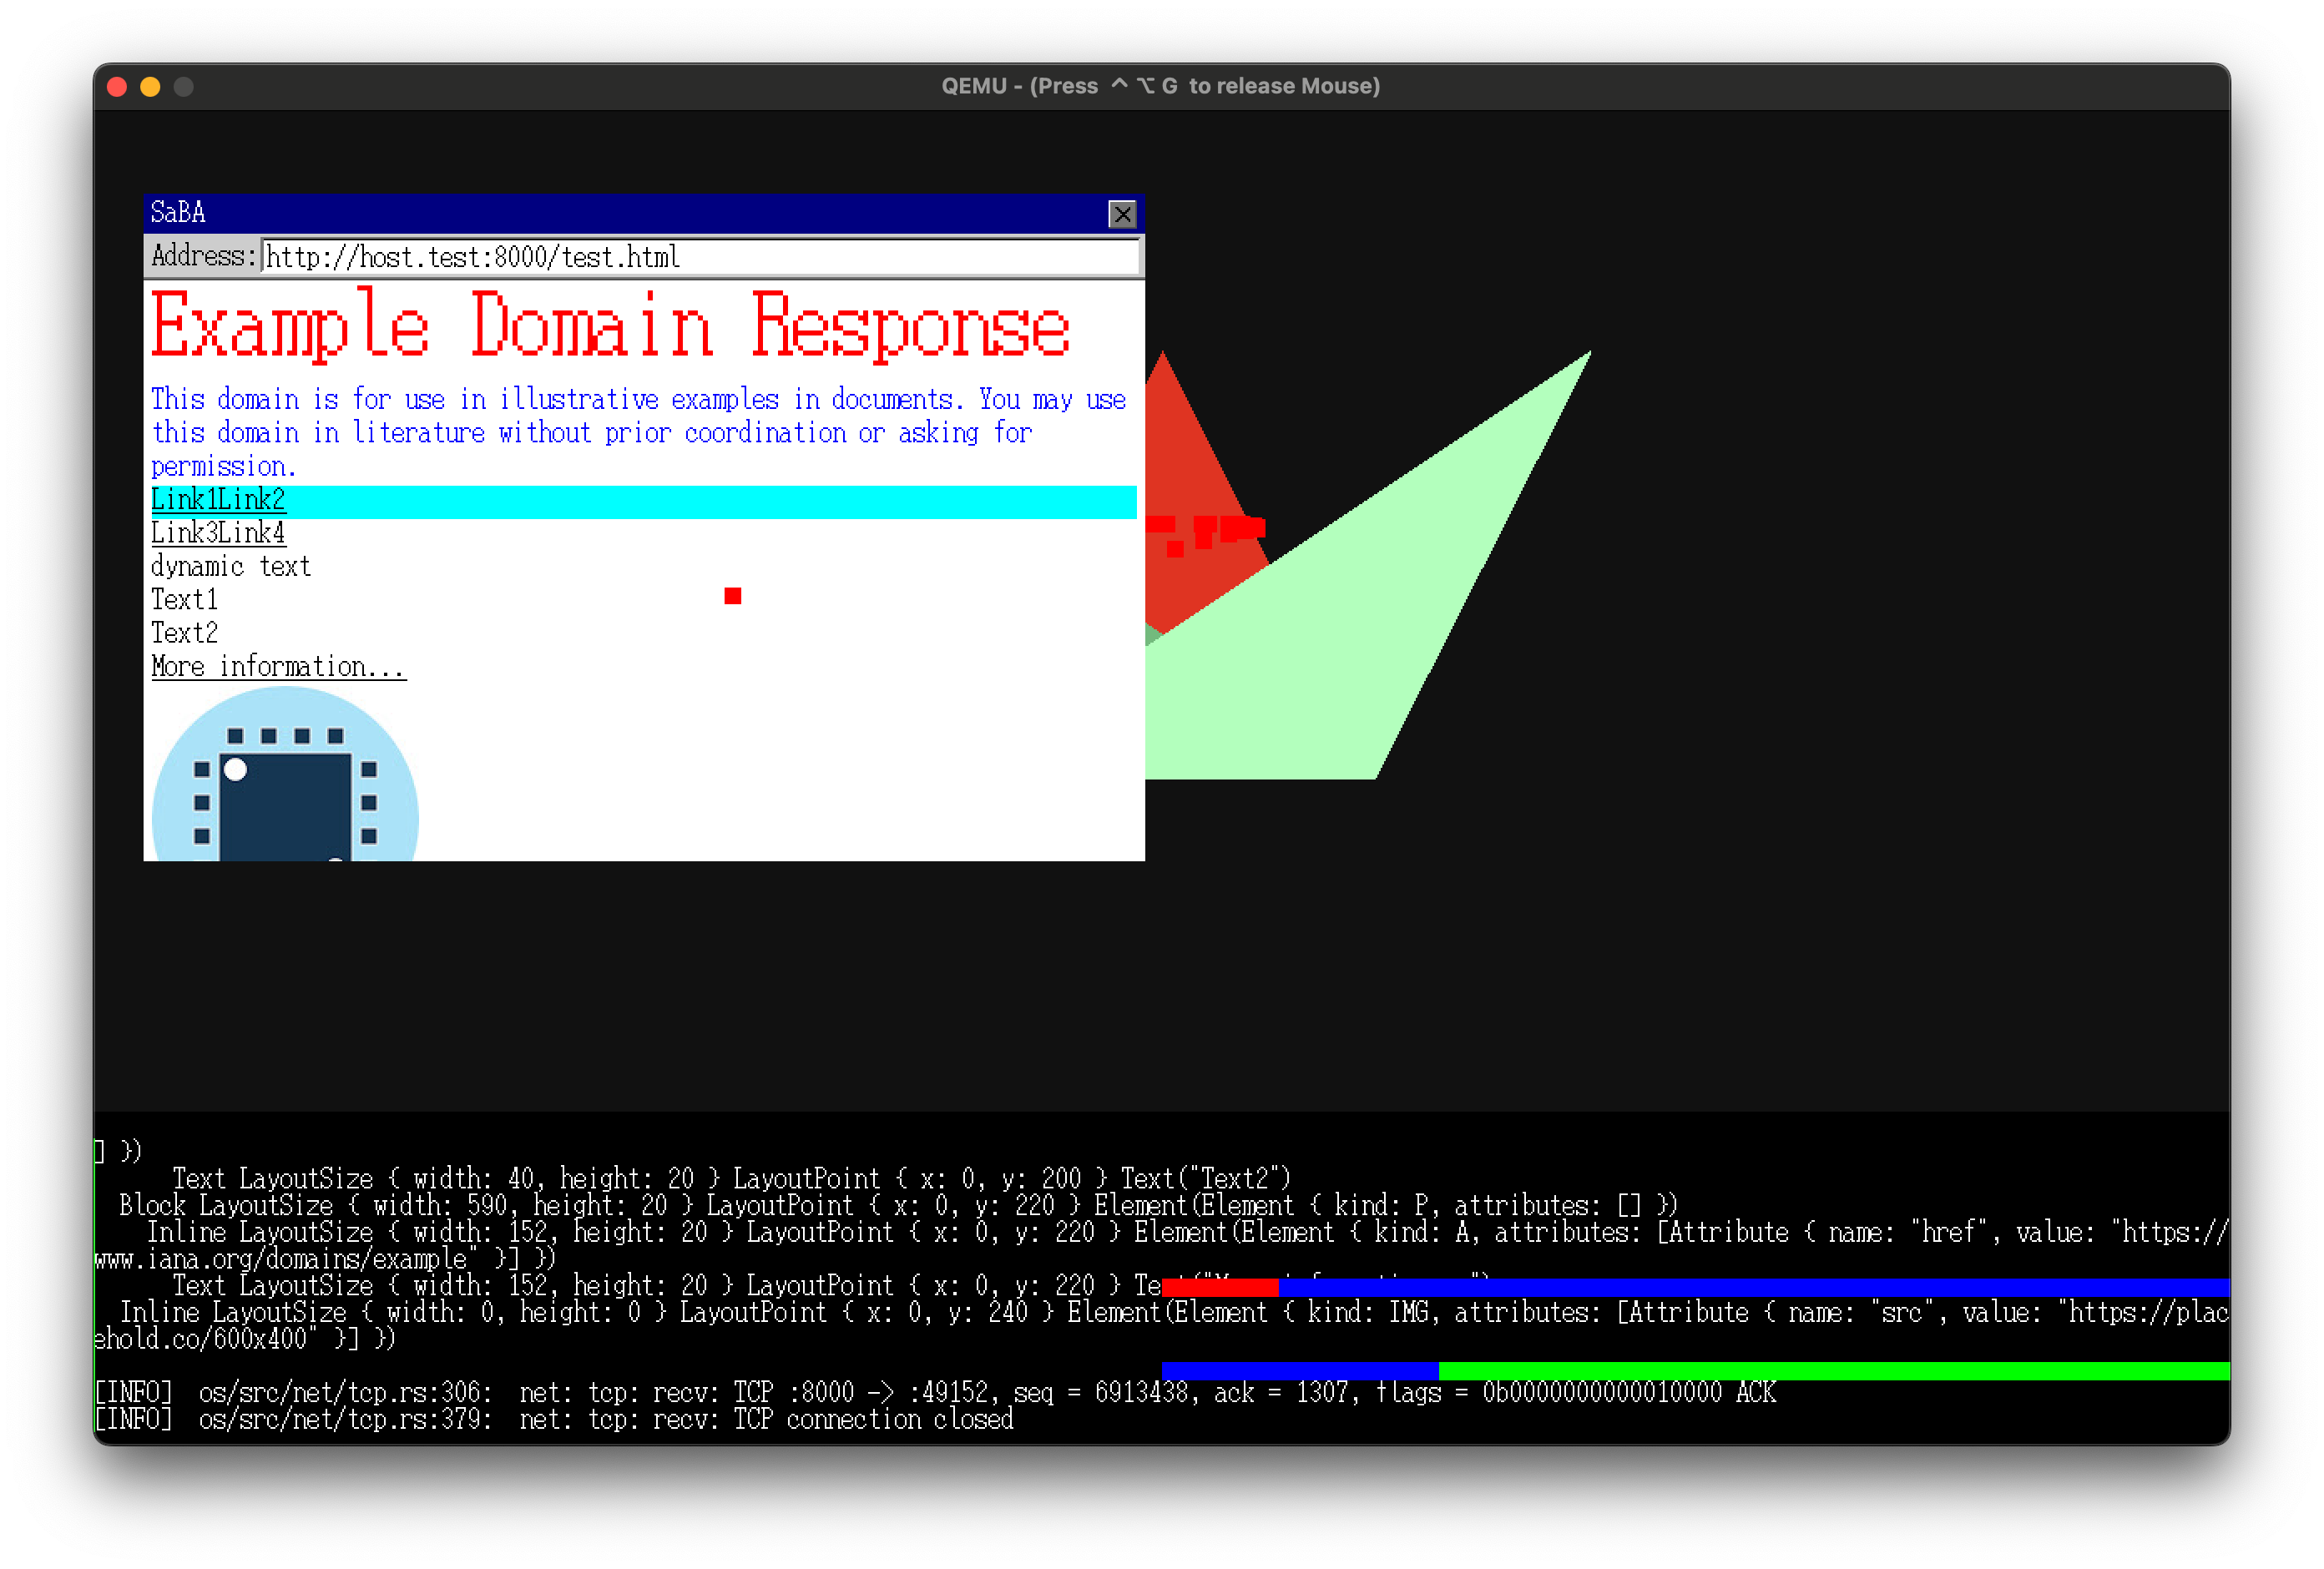 QEMU - (Press ⌃⌥G to release Mouse)
SaBA
Address: http://host.test:8000/test.html
Example Domain Response
This domain is for use in illustrative examples in documents. You may use
this domain in literature without prior coordination or asking for
permission.
Link1Link2
Link3Link4
dynamic text
Text1
Text2
More information...
] })
Text LayoutSize { width: 40, height: 20 } LayoutPoint { x: 0, y: 200 } Text("Text2")
Block LayoutSize { width: 590, height: 20 } LayoutPoint { x: 0, y: 220 } Element(Element { kind: P, attributes: [] })
Inline LayoutSize { width: 152, height: 20 } LayoutPoint { x: 0, y: 220 } Element(Element { kind: A, attributes: [Attribute { name: "href", value: "https://
www.iana.org/domains/example" }] })
Text LayoutSize { width: 152, height: 20 } LayoutPoint { x: 0, y: 220 }
Inline LayoutSize { width: 0, height: 0 } LayoutPoint { x: 0, y: 240 } Element(Element { kind: IMG, attributes: [Attribute { name: "src", value: "https://plac
ehold.co/600x400" }] })
[INFO] os/src/net/tcp.rs:306: net: tcp: recv: TCP :8000 -> :49152, seq = 6913438, ack = 1307, flags = 0b0000000000010000 ACK
[INFO] os/src/net/tcp.rs:379: net: tcp: recv: TCP connection closed